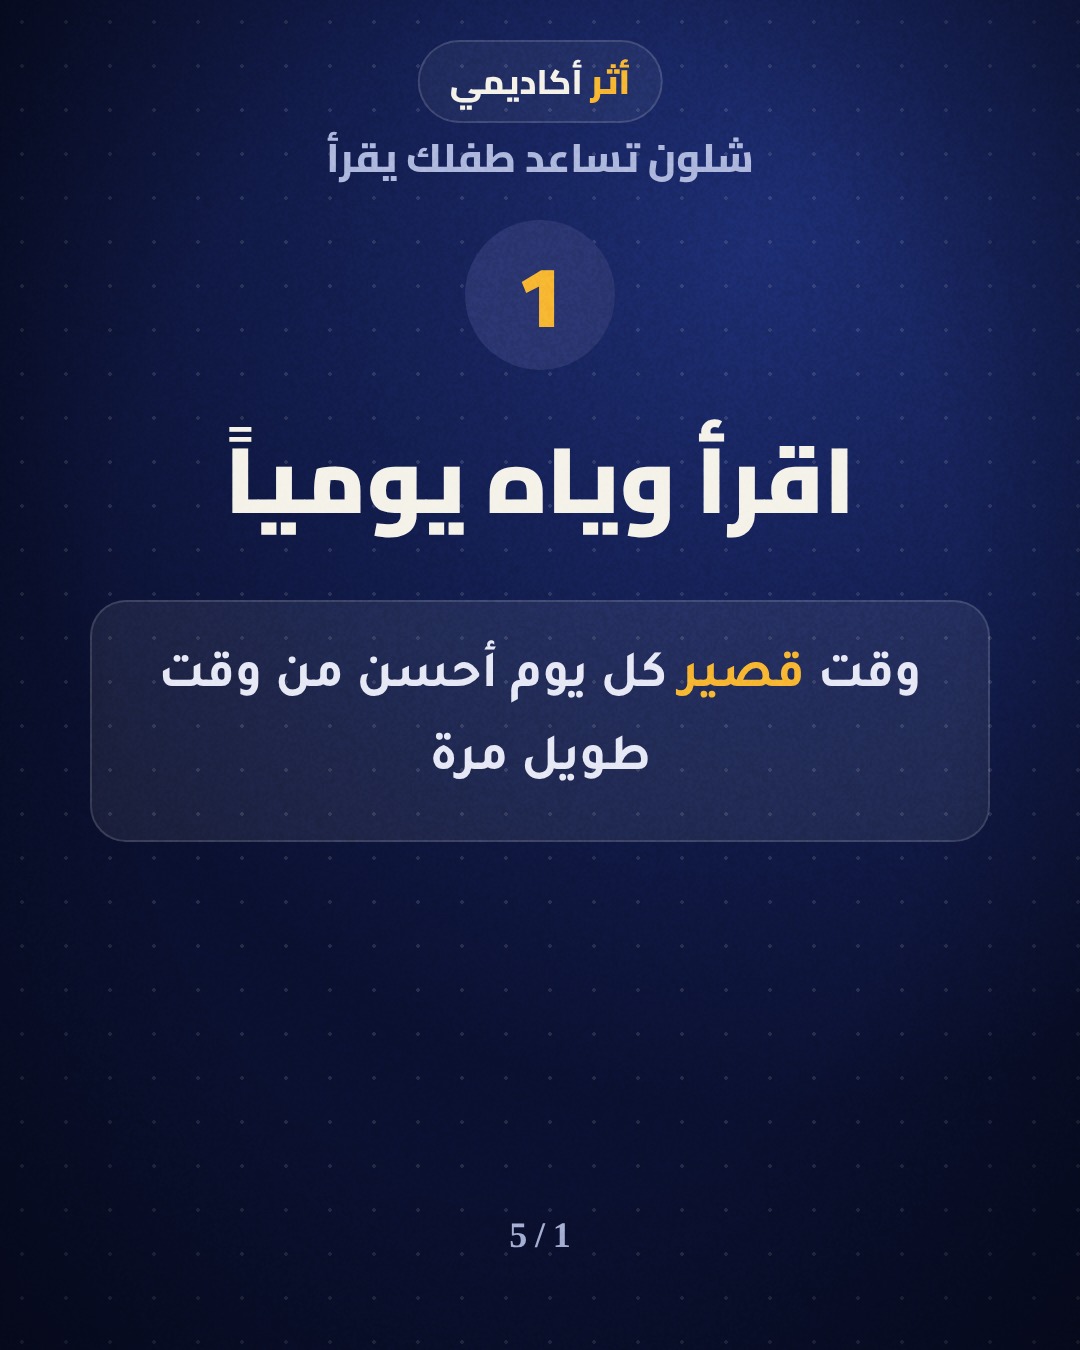 أثر أكاديمي
شلون تساعد طفلك يقرأ
1
اقرأ وياه يومياً
وقت قصير كل يوم أحسن من وقت
طويل مرة
1 / 5